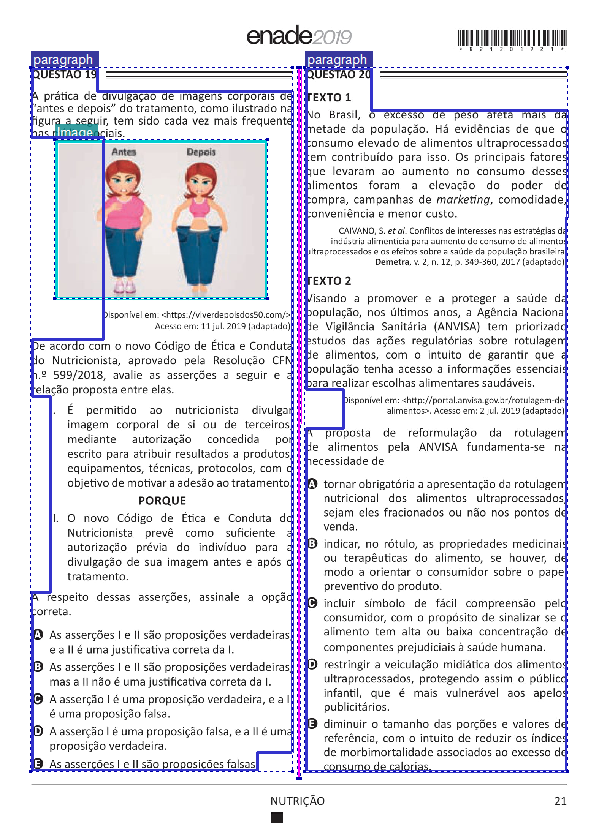 enade2019
paragraph
QUESTÃO 19
A prática de divulgação de imagens corporais de
"antes e depois" do tratamento, como ilustrado na
figura a seguir, tem sido cada vez mais frequente
nas ciais.
Image
Antes Depois
Disponível em: <https://viverdepoisdos50.com/>.
Acesso em: 11 jul. 2019 (adaptado).
De acordo com o novo Código de Ética e Conduta
do Nutricionista, aprovado pela Resolução CFN
n.º 599/2018, avalie as asserções a seguir e a
relação proposta entre elas.
I. É permitido ao nutricionista divulgar
imagem corporal de si ou de terceiros,
mediante autorização concedida por
escrito para atribuir resultados a produtos,
equipamentos, técnicas, protocolos, com o
objetivo de motivar a adesão ao tratamento.
PORQUE
II. O novo Código de Ética e Conduta do
Nutricionista prevê como suficiente a
autorização prévia do indivíduo para a
divulgação de sua imagem antes e após o
tratamento.
A respeito dessas asserções, assinale a opção
correta.
A As asserções I e II são proposições verdadeiras,
e a II é uma justificativa correta da I.
B As asserções I e II são proposições verdadeiras,
mas a II não é uma justificativa correta da I.
C A asserção I é uma proposição verdadeira, e a II
é uma proposição falsa.
D A asserção I é uma proposição falsa, e a II é uma
proposição verdadeira.
E As asserções I e II são proposições falsas.
paragraph
QUESTÃO 20
TEXTO 1
No Brasil, o excesso de peso afeta mais da
metade da população. Há evidências de que o
consumo elevado de alimentos ultraprocessados
tem contribuído para isso. Os principais fatores
que levaram ao aumento no consumo desses
alimentos foram a elevação do poder de
compra, campanhas de marketing, comodidade,
conveniência e menor custo.
CAIVANO, S. et al. Conflitos de interesses nas estratégias da
indústria alimentícia para aumento do consumo de alimentos
ultraprocessados e os efeitos sobre a saúde da população brasileira.
Demetra, v. 2, n. 12, p. 349-360, 2017 (adaptado).
TEXTO 2
Visando a promover e a proteger a saúde da
população, nos últimos anos, a Agência Nacional
de Vigilância Sanitária (ANVISA) tem priorizado
estudos das ações regulatórias sobre rotulagem
de alimentos, com o intuito de garantir que a
população tenha acesso a informações essenciais
para realizar escolhas alimentares saudáveis.
Disponível em: <http://portal.anvisa.gov.br/rotulagem-de-
alimentos>. Acesso em: 2 jul. 2019 (adaptado).
A proposta de reformulação da rotulagem
de alimentos pela ANVISA fundamenta-se na
necessidade de
A tornar obrigatória a apresentação da rotulagem
nutricional dos alimentos ultraprocessados,
sejam eles fracionados ou não nos pontos de
venda.
B indicar, no rótulo, as propriedades medicinais
ou terapêuticas do alimento, se houver, de
modo a orientar o consumidor sobre o papel
preventivo do produto.
C incluir símbolo de fácil compreensão pelo
consumidor, com o propósito de sinalizar se o
alimento tem alta ou baixa concentração de
componentes prejudiciais à saúde humana.
D restringir a veiculação midiática dos alimentos
ultraprocessados, protegendo assim o público
infantil, que é mais vulnerável aos apelos
publicitários.
E diminuir o tamanho das porções e valores de
referência, com o intuito de reduzir os índices
de morbimortalidade associados ao excesso de
consumo de calorias.
NUTRIÇÃO
21